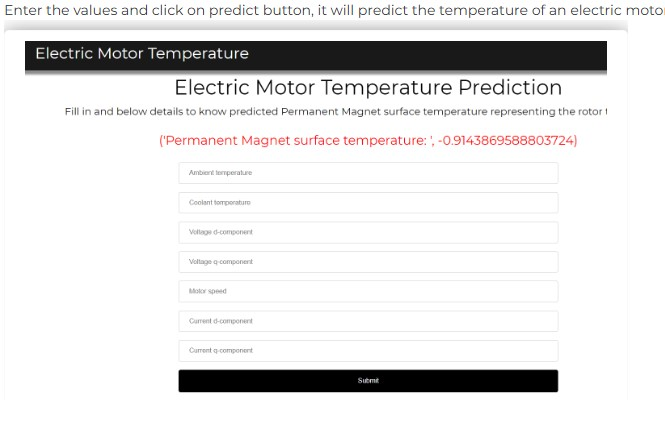 Enter the values and click on predict button, it will predict the temperature of an electric motor
Electric Motor Temperature
Electric Motor Temperature Prediction
Fill in and below details to know predicted Permanent Magnet surface temperature representing the rotor
('Permanent Magnet surface temperature: ', -0.9143869588803724)
Ambient temperature
Coolant temperature
Voltage d-component
Voltage q-component
Motor speed
Current d-component
Current q-component
Submit